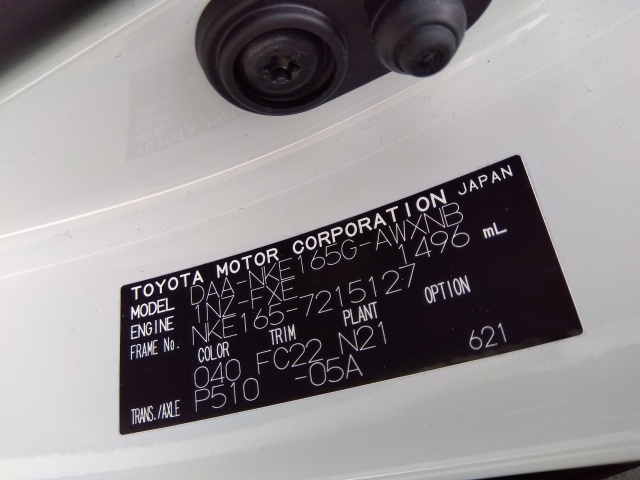 TOYOTA MOTOR CORPORATION JAPAN
MODEL DAA-NKE165G-AWXNB
ENGINE 1NZ-FXE 1496 mL
FRAME No. NKE165-7215127
COLOR TRIM PLANT OPTION
040 FC22 N21 621
TRANS./AXLE P510 -05A